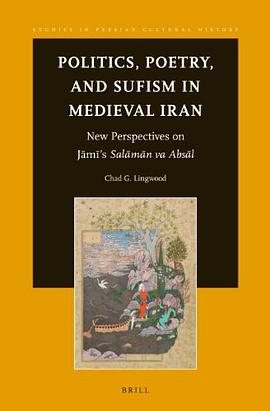 STUDIES IN PERSIAN CULTURAL HISTORY
POLITICS, POETRY,
AND SUFISM IN
MEDIEVAL IRAN
New Perspectives on
Jāmī's Salāmān va Absāl
Chad G. Lingwood
BRILL